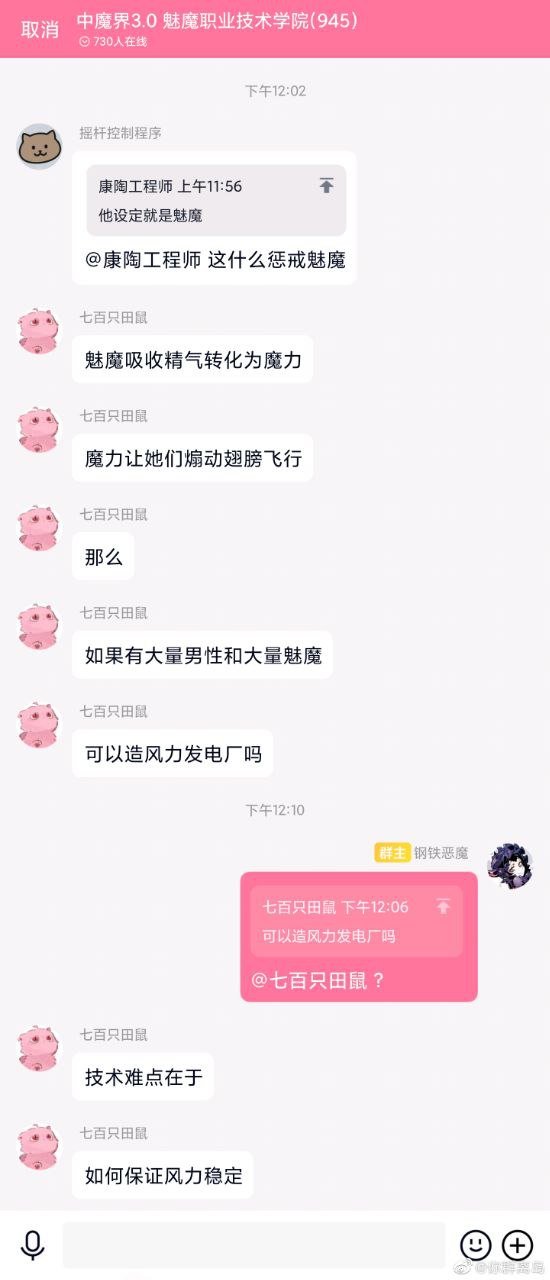 取消
中魔界3.0 魅魔职业技术学院(945)
730人在线
下午12:02
摇杆控制程序
康陶工程师 上午11:56
他设定就是魅魔
@康陶工程师 这什么惩戒魅魔
七百只田鼠
魅魔吸收精气转化为魔力
七百只田鼠
魔力让她们煽动翅膀飞行
七百只田鼠
那么
七百只田鼠
如果有大量男性和大量魅魔
七百只田鼠
可以造风力发电厂吗
下午12:10
群主 钢铁恶魔
七百只田鼠 下午12:06
可以造风力发电厂吗
@七百只田鼠？
七百只田鼠
技术难点在于
七百只田鼠
如何保证风力稳定
@你群离岛